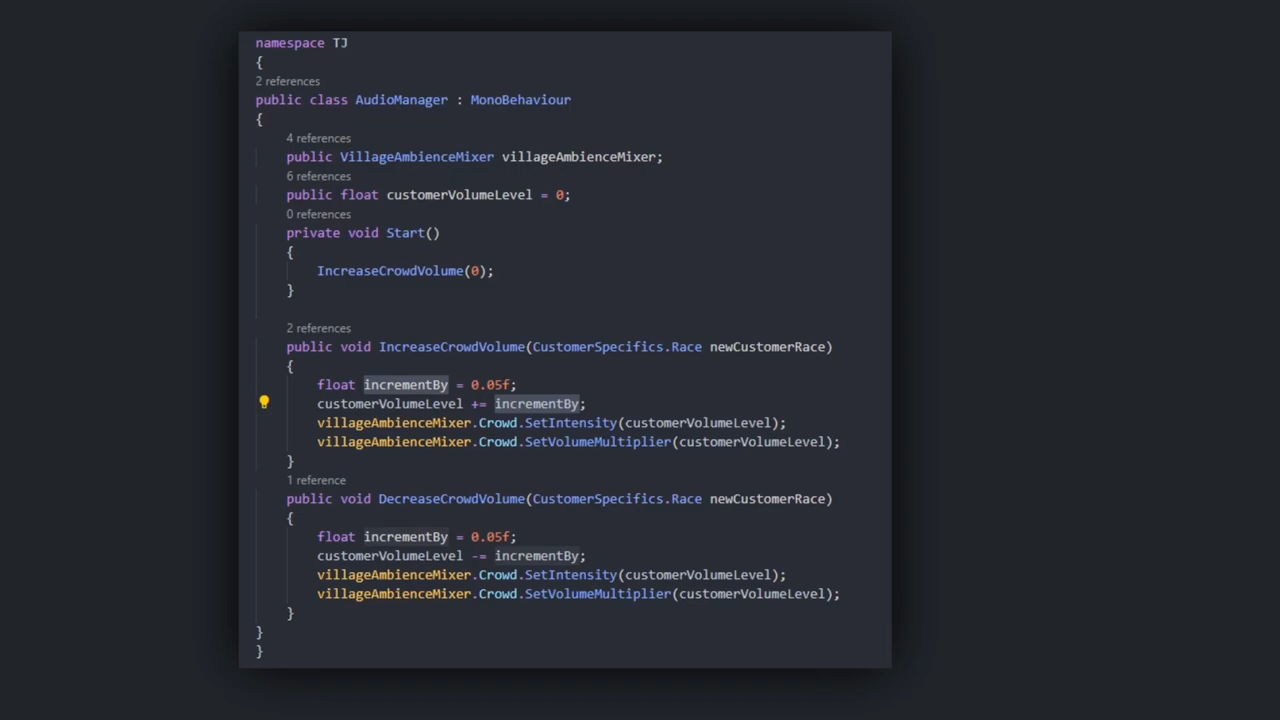 namespace TJ
{
2 references
public class AudioManager : MonoBehaviour
{
4 references
public VillageAmbienceMixer villageAmbienceMixer;
6 references
public float customerVolumeLevel = 0;
0 references
private void Start()
{
IncreaseCrowdVolume(0);
}
2 references
public void IncreaseCrowdVolume(CustomerSpecifics.Race newCustomerRace)
{
float incrementBy = 0.05f;
customerVolumeLevel += incrementBy;
villageAmbienceMixer.Crowd.SetIntensity(customerVolumeLevel);
villageAmbienceMixer.Crowd.SetVolumeMultiplier(customerVolumeLevel);
}
1 reference
public void DecreaseCrowdVolume(CustomerSpecifics.Race newCustomerRace)
{
float incrementBy = 0.05f;
customerVolumeLevel -= incrementBy;
villageAmbienceMixer.Crowd.SetIntensity(customerVolumeLevel);
villageAmbienceMixer.Crowd.SetVolumeMultiplier(customerVolumeLevel);
}
}
}